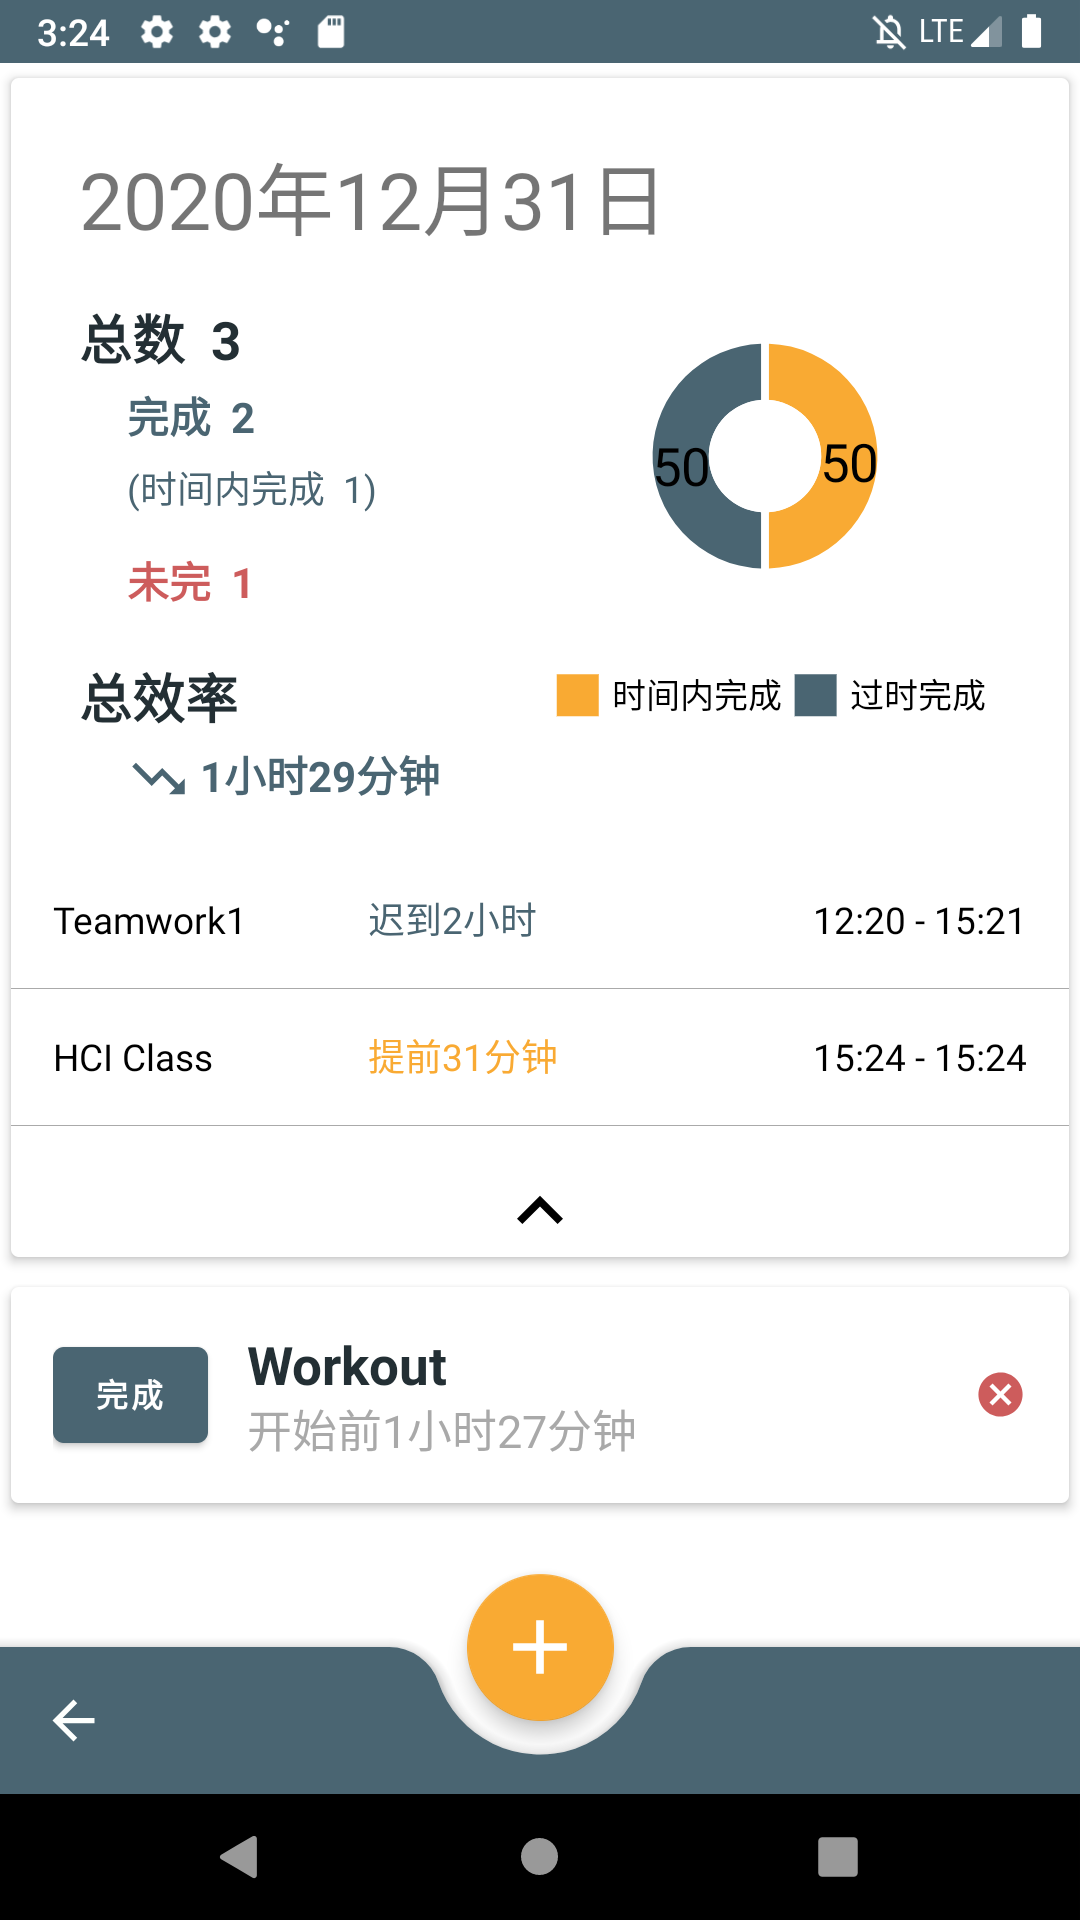 3:24 LTE
2020年12月31日
总数 3
完成 2
(时间内完成 1)
未完 1
50 50
总效率
1小时29分钟
时间内完成 过时完成
Teamwork1 迟到2小时 12:20 - 15:21
HCI Class 提前31分钟 15:24 - 15:24
完成
Workout
开始前1小时27分钟